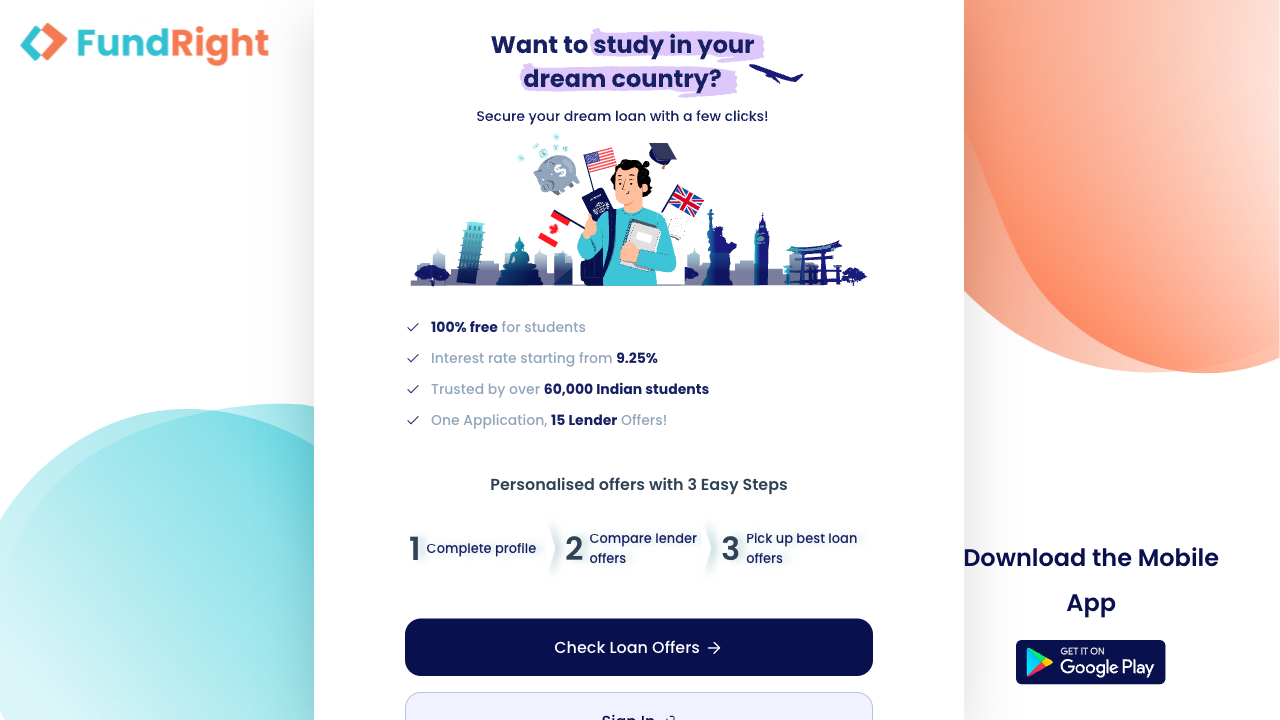 FundRight
Want to study in your
dream country?
Secure your dream loan with a few clicks!
100% free for students
Interest rate starting from 9.25%
Trusted by over 60,000 Indian students
One Application, 15 Lender Offers!
Personalised offers with 3 Easy Steps
1 Complete profile
2 Compare lender
offers
3 Pick up best loan
offers
Check Loan Offers →
Sign In
Download the Mobile
App
GET IT ON
Google Play